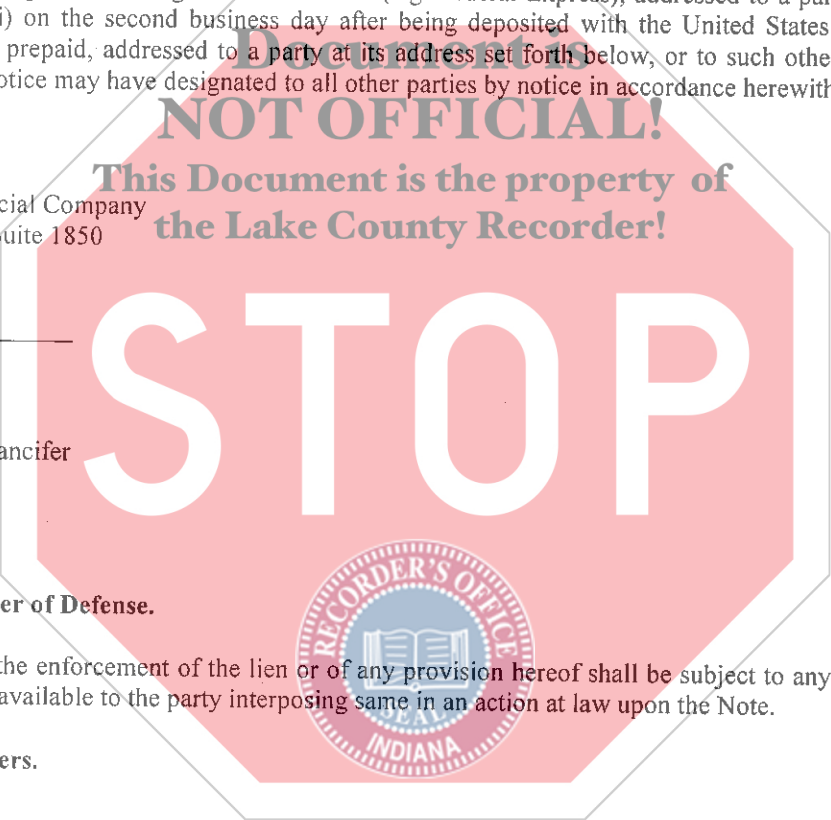 i) on the second business day after being deposited with the United States
prepaid, addressed to a party at its address set forth below, or to such othe
otice may have designated to all other parties by notice in accordance herewith
Document is
NOT OFFICIAL!
This Document is the property of
the Lake County Recorder!
cial Company
uite 1850
STOP
ancifer
RECORDER'S OFFICE
SEAL
INDIANA
er of Defense.
the enforcement of the lien or of any provision hereof shall be subject to any
available to the party interposing same in an action at law upon the Note.
ers.